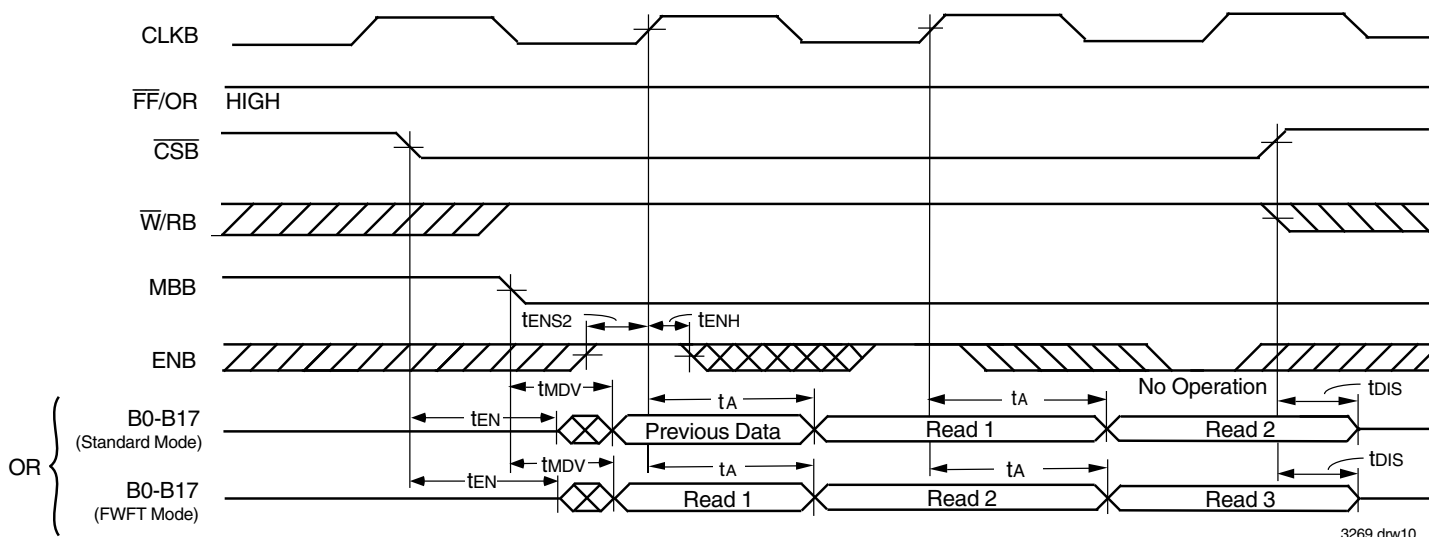 CLKB
FF/OR HIGH
CSB
W/RB
MBB
tENS2 tENH
ENB
No Operation
tMDV tA tA tDIS
tEN
B0-B17
(Standard Mode)
Previous Data Read 1 Read 2
OR
tMDV tA tA tDIS
tEN
B0-B17
(FWFT Mode)
Read 1 Read 2 Read 3
3269 drw10